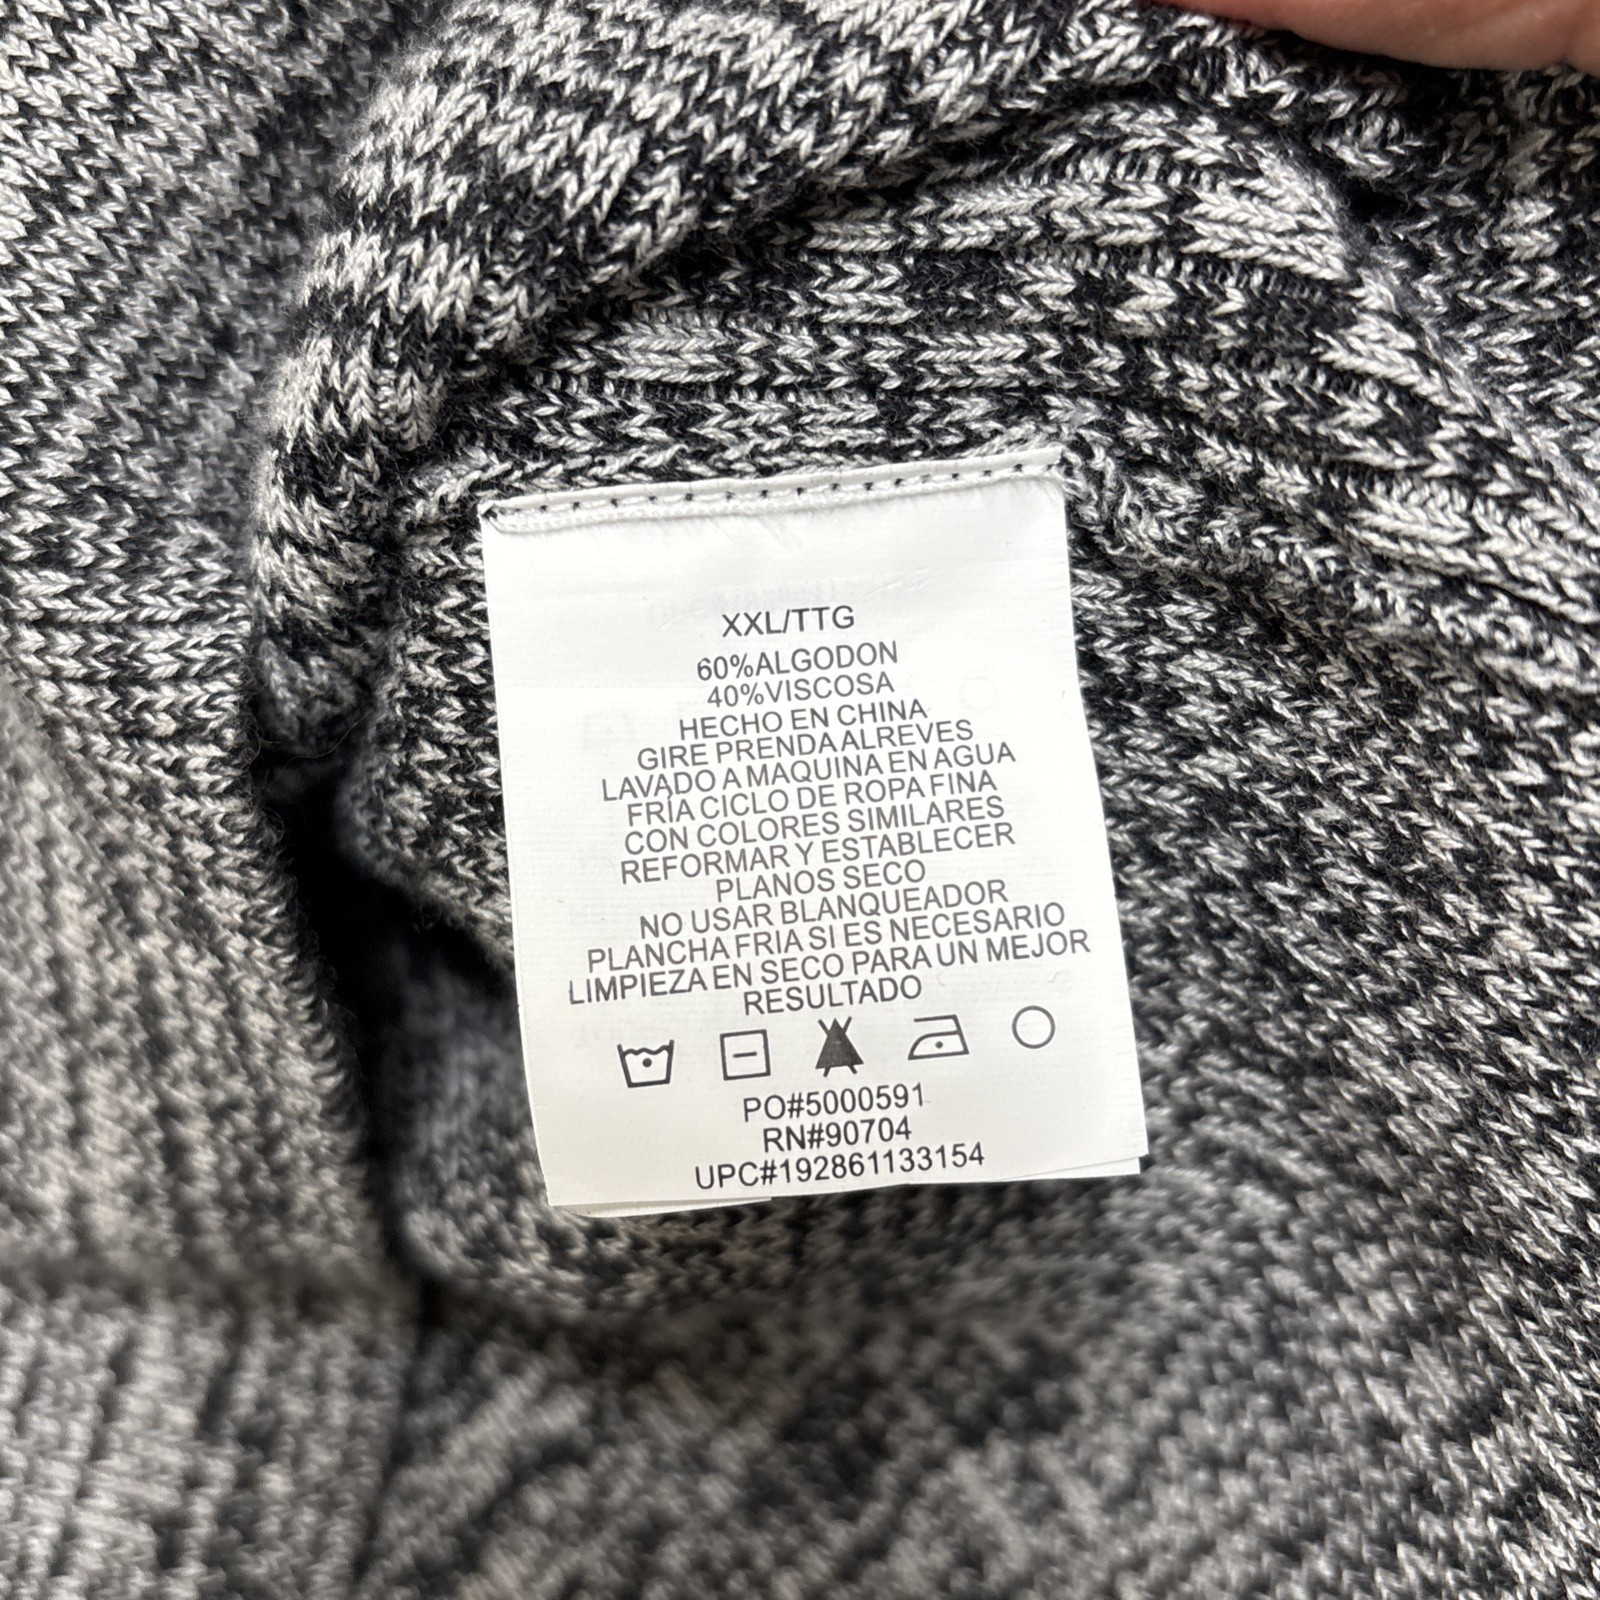 XXL/TTG
60%ALGODON
40%VISCOSA
HECHO EN CHINA
GIRE PRENDA ALREVES
LAVADO A MAQUINA EN AGUA
FRÍA CICLO DE ROPA FINA
CON COLORES SIMILARES
REFORMAR Y ESTABLECER
PLANOS SECO
NO USAR BLANQUEADOR
PLANCHA FRIA SI ES NECESARIO
LIMPIEZA EN SECO PARA UN MEJOR
RESULTADO
PO#5000591
RN#90704
UPC#192861133154